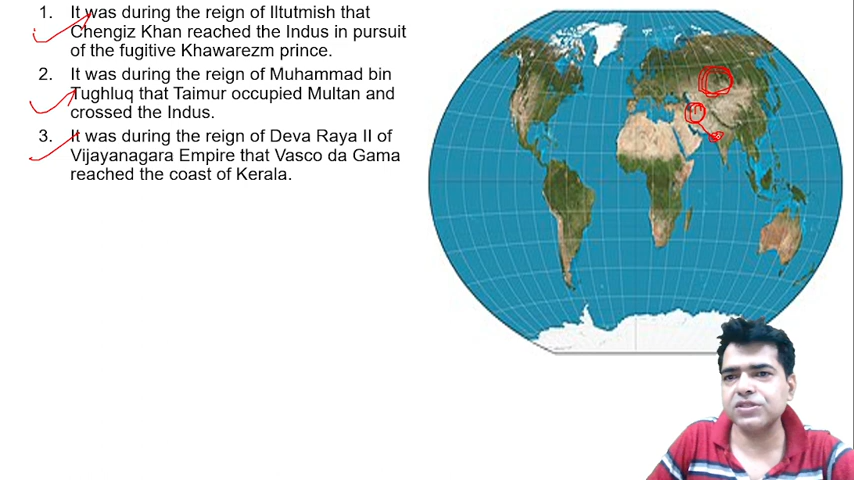 1. It was during the reign of Iltutmish that
Chengiz Khan reached the Indus in pursuit
of the fugitive Khawarezm prince.
2. It was during the reign of Muhammad bin
Tughluq that Taimur occupied Multan and
crossed the Indus.
3. It was during the reign of Deva Raya II of
Vijayanagara Empire that Vasco da Gama
reached the coast of Kerala.